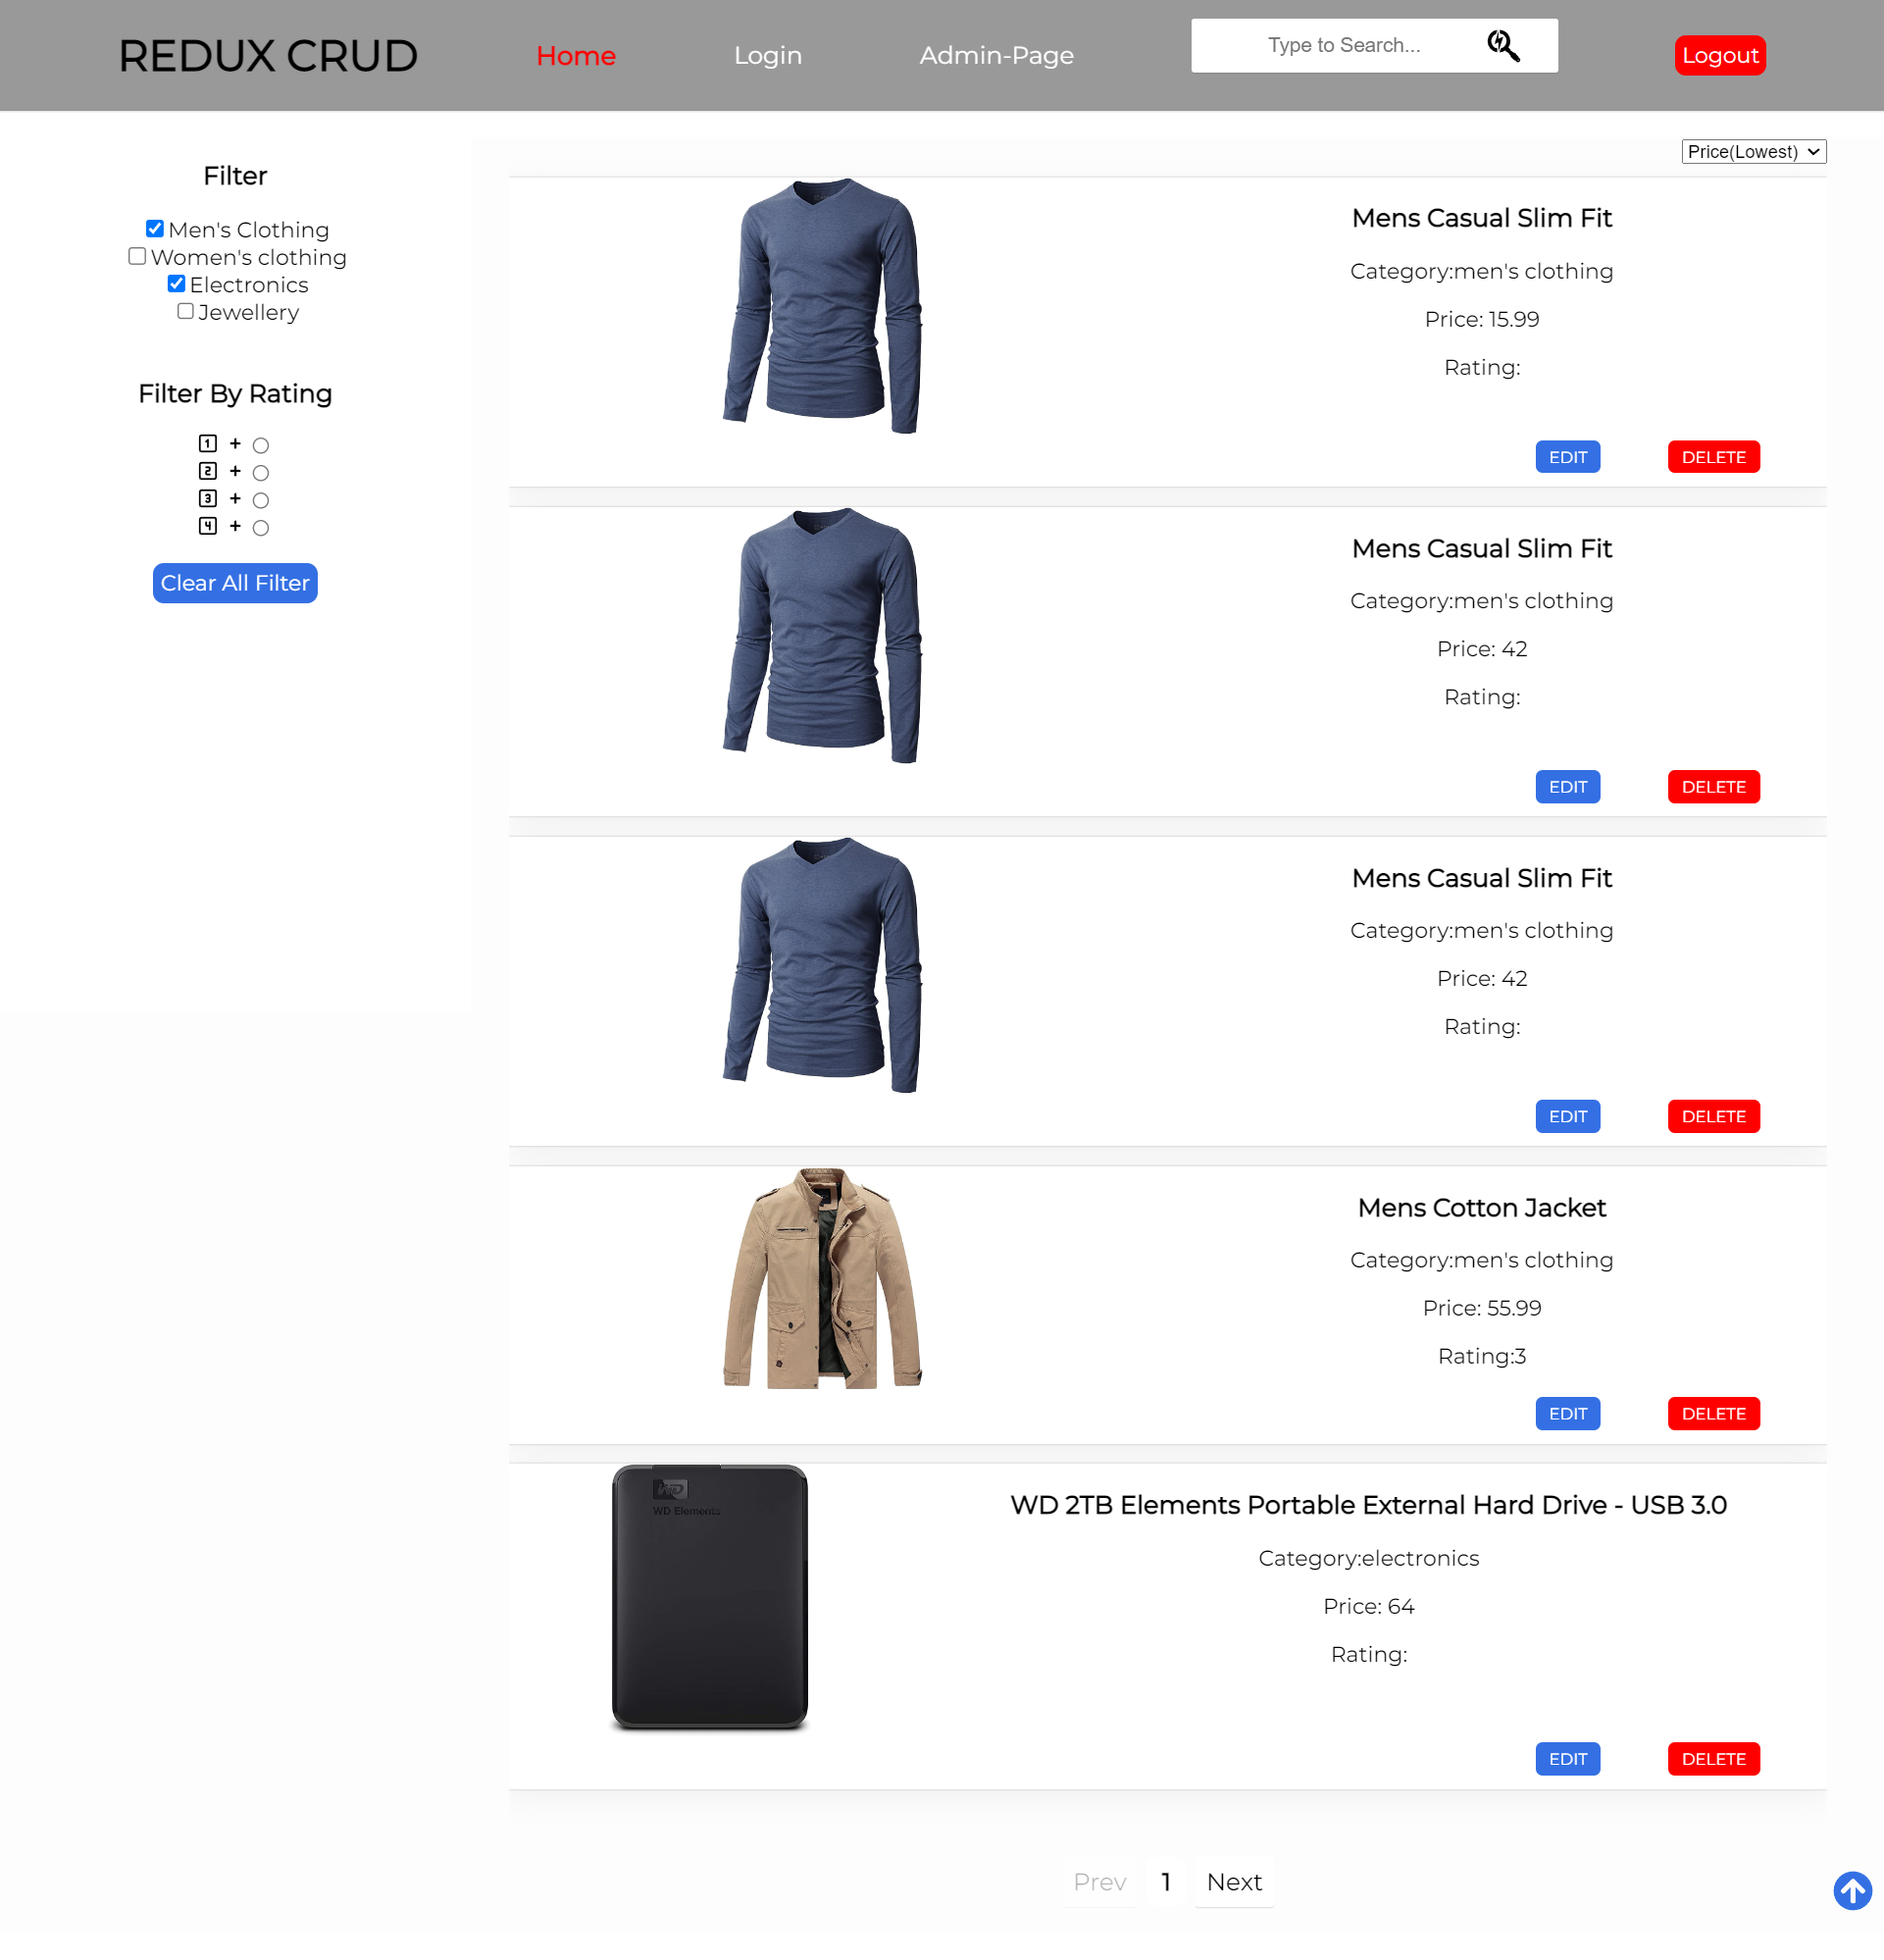 REDUX CRUD
Home
Login
Admin-Page
Type to Search...
Logout
Filter
Men's Clothing
Women's clothing
Electronics
Jewellery
Filter By Rating
1 +
2 +
3 +
4 +
Clear All Filter
Price(Lowest)
Mens Casual Slim Fit
Category:men's clothing
Price: 15.99
Rating:
EDIT DELETE
Mens Casual Slim Fit
Category:men's clothing
Price: 42
Rating:
EDIT DELETE
Mens Casual Slim Fit
Category:men's clothing
Price: 42
Rating:
EDIT DELETE
Mens Cotton Jacket
Category:men's clothing
Price: 55.99
Rating:3
EDIT DELETE
WD
WD Elements
WD 2TB Elements Portable External Hard Drive - USB 3.0
Category:electronics
Price: 64
Rating:
EDIT DELETE
Prev 1 Next